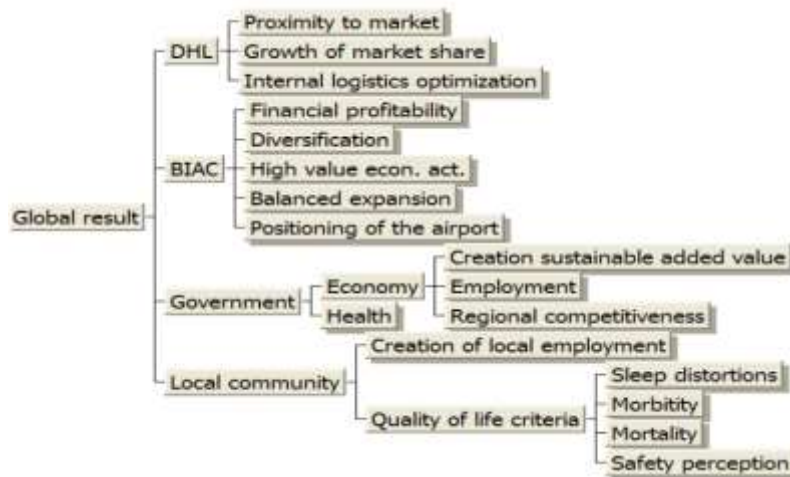 Proximity to market
DHL
Growth of market share
Internal logistics optimization
Financial profitability
Diversification
BIAC
High value econ. act.
Balanced expansion
Global result
Positioning of the airport
Creation sustainable added value
Economy
Employment
Government
Health
Regional competitiveness
Creation of local employment
Local community
Sleep distortions
Morbitity
Quality of life criteria
Mortality
Safety perception